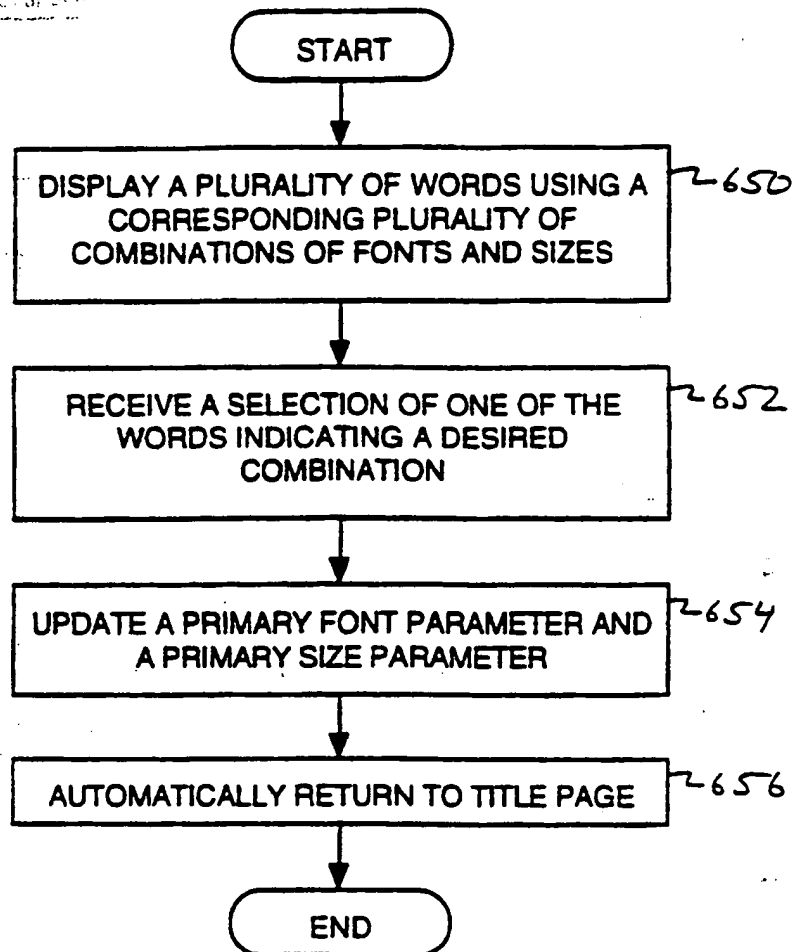 START
DISPLAY A PLURALITY OF WORDS USING A
CORRESPONDING PLURALITY OF
COMBINATIONS OF FONTS AND SIZES
650
RECEIVE A SELECTION OF ONE OF THE
WORDS INDICATING A DESIRED
COMBINATION
652
UPDATE A PRIMARY FONT PARAMETER AND
A PRIMARY SIZE PARAMETER
654
AUTOMATICALLY RETURN TO TITLE PAGE
656
END